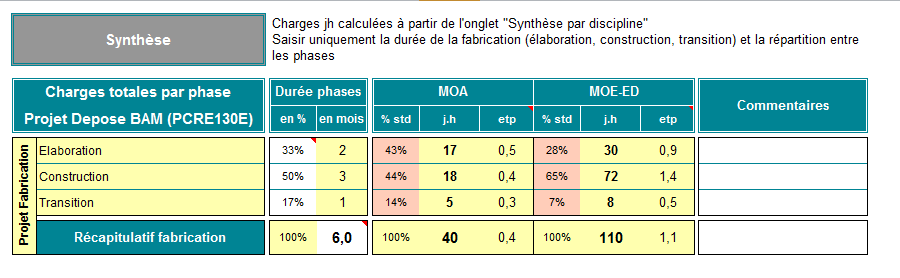 Synthèse
Charges jh calculées à partir de l'onglet "Synthèse par discipline"
Saisir uniquement la durée de la fabrication (élaboration, construction, transition) et la répartition entre
les phases
Charges totales par phase
Projet Depose BAM (PCRE130E)
Durée phases MOA MOE-ED Commentaires
en % en mois % std j.h etp % std j.h etp
Projet Fabrication
Elaboration 33% 2 43% 17 0,5 28% 30 0,9
Construction 50% 3 44% 18 0,4 65% 72 1,4
Transition 17% 1 14% 5 0,3 7% 8 0,5
Récapitulatif fabrication 100% 6,0 100% 40 0,4 100% 110 1,1